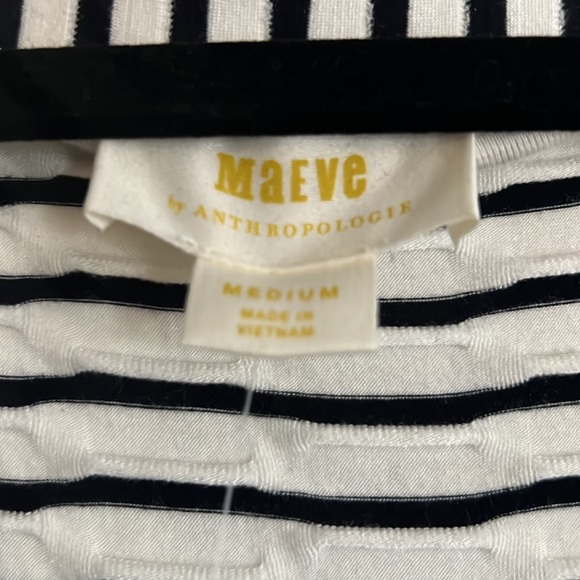 MaEVe
by ANTHROPOLOGIE
MEDIUM
MADE IN
VIETNAM